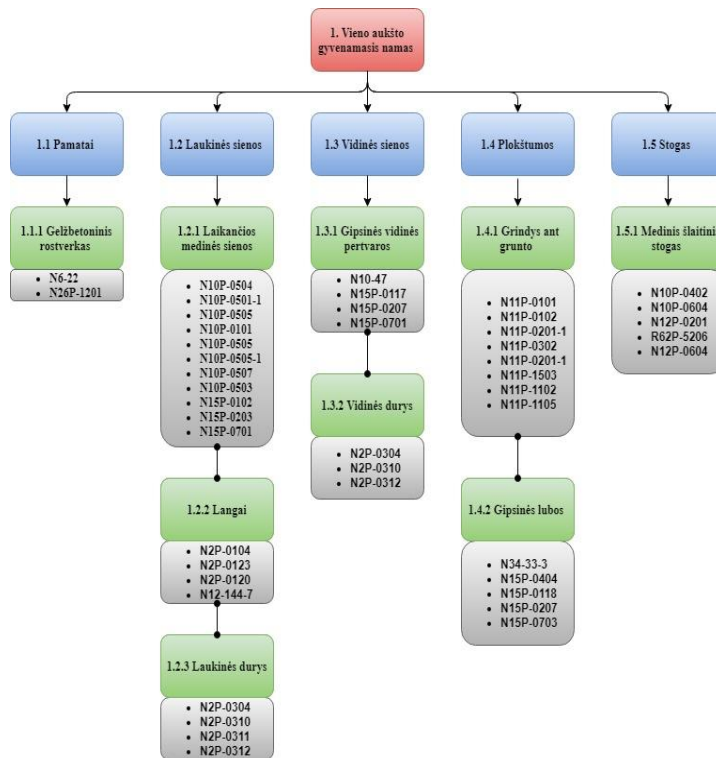 1. Vieno aukšto
gyvenamasis namas
1.1 Pamatai
1.2 Laukinės sienos
1.3 Vidinės sienos
1.4 Plokštumos
1.5 Stogas
1.1.1 Gelžbetoninis
rostverkas
N6-22
N26P-1201
1.2.1 Laikančios
medinės sienos
N10P-0504
N10P-0501-1
N10P-0505
N10P-0101
N10P-0505
N10P-0505-1
N10P-0507
N10P-0503
N15P-0102
N15P-0203
N15P-0701
1.2.2 Langai
N2P-0104
N2P-0123
N2P-0120
N12-144-7
1.2.3 Laukinės durys
N2P-0304
N2P-0310
N2P-0311
N2P-0312
1.3.1 Gipsinės vidinės
pertvaros
N10-47
N15P-0117
N15P-0207
N15P-0701
1.3.2 Vidinės durys
N2P-0304
N2P-0310
N2P-0312
1.4.1 Grindys ant
grunto
N11P-0101
N11P-0102
N11P-0201-1
N11P-0302
N11P-0201-1
N11P-1503
N11P-1102
N11P-1105
1.4.2 Gipsinės lubos
N34-33-3
N15P-0404
N15P-0118
N15P-0207
N15P-0703
1.5.1 Medinis šlaitinis
stogas
N10P-0402
N10P-0604
N12P-0201
R62P-5206
N12P-0604